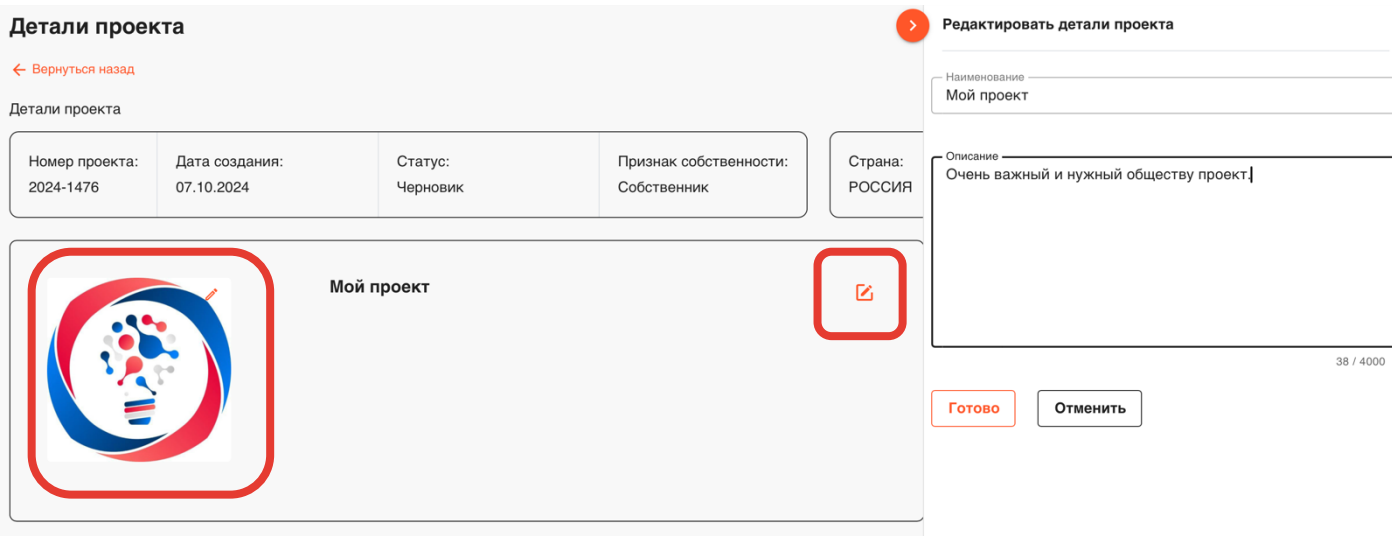 Детали проекта
Вернуться назад
Детали проекта
Номер проекта:
2024-1476
Дата создания:
07.10.2024
Статус:
Черновик
Признак собственности:
Собственник
Страна:
РОССИЯ
Мой проект
Редактировать детали проекта
Наименование
Мой проект
Описание
Очень важный и нужный обществу проект.
38 / 4000
Готово
Отменить